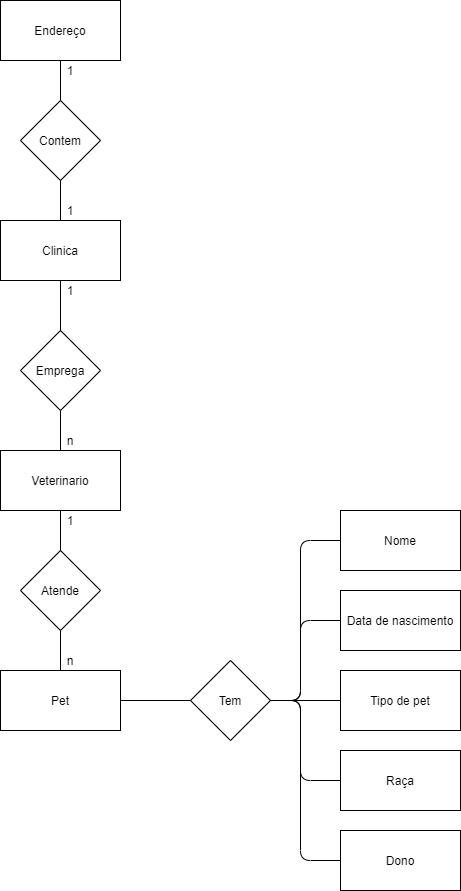 Endereço
1
Contem
1
Clinica
1
Emprega
n
Veterinario
1
Atende
n
Pet
Tem
Nome
Data de nascimento
Tipo de pet
Raça
Dono